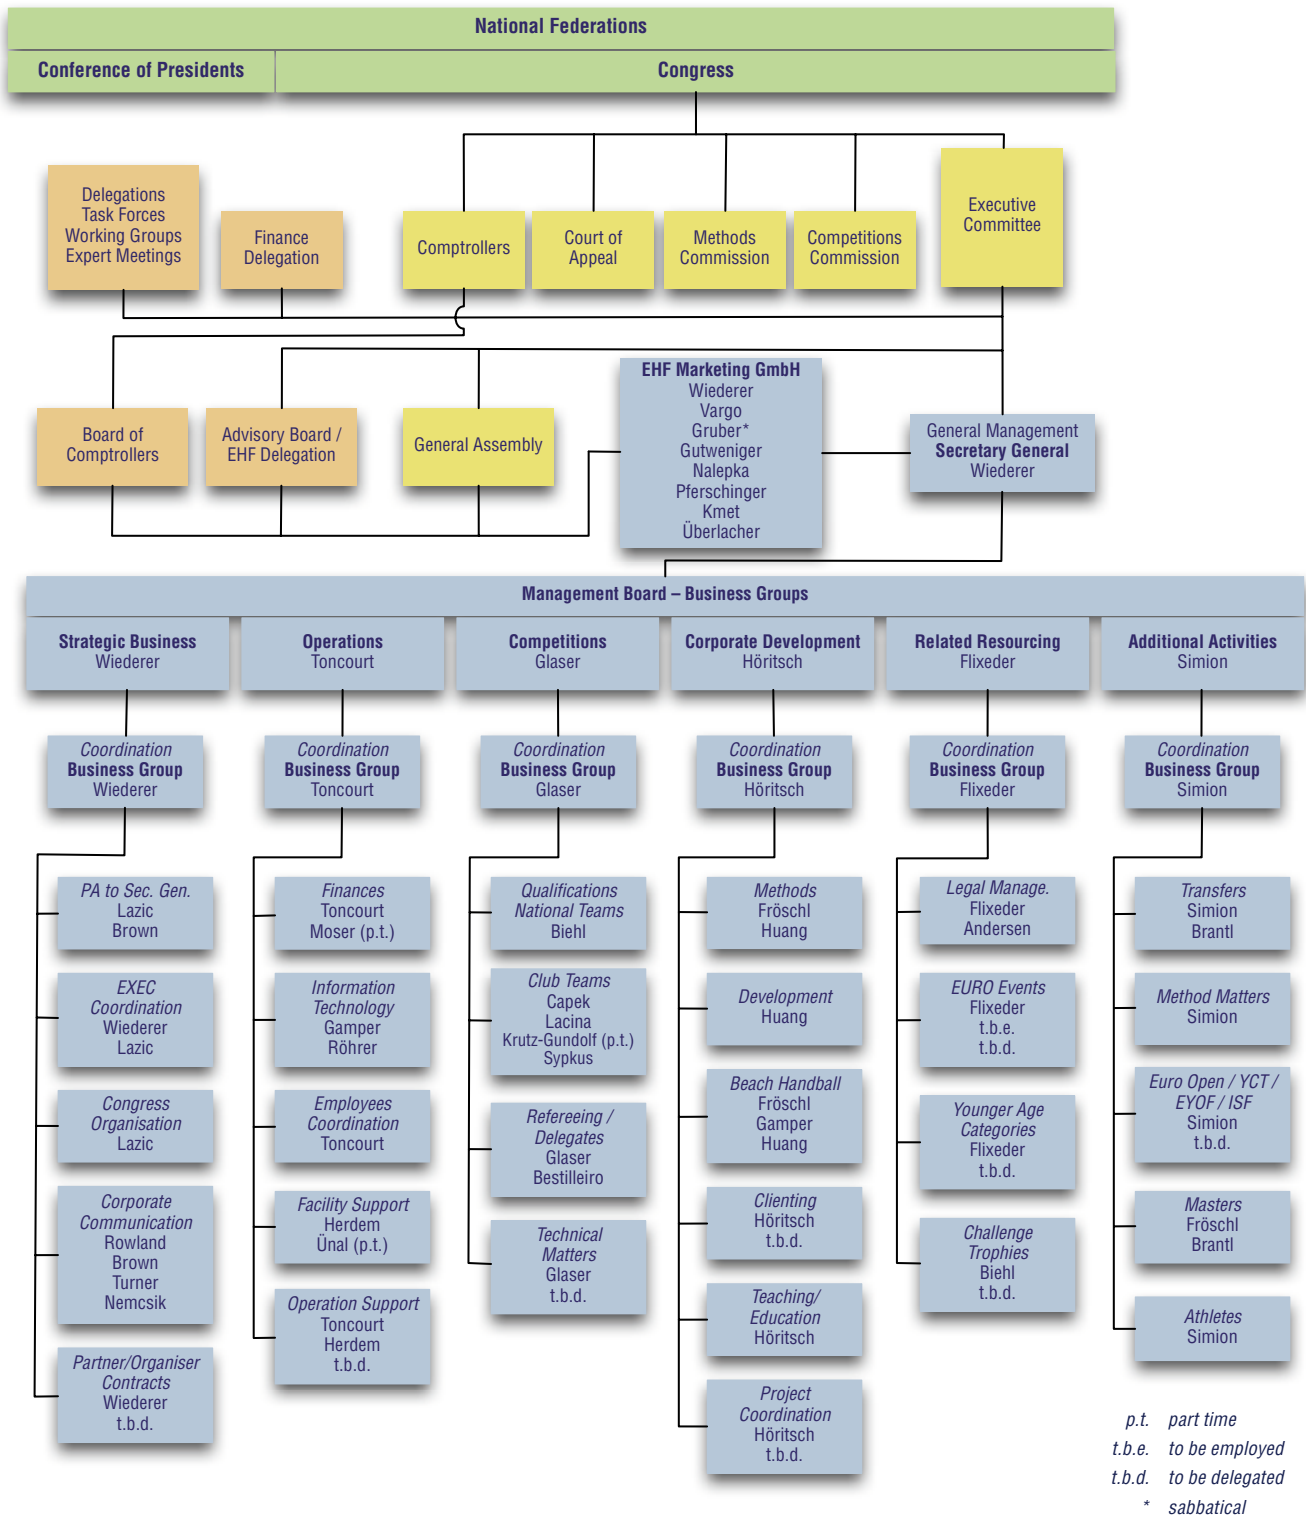 National Federations
Conference of Presidents
Congress
Delegations
Task Forces
Working Groups
Expert Meetings
Finance
Delegation
Comptrollers
Court of
Appeal
Methods
Commission
Competitions
Commission
Executive
Committee
Board of
Comptrollers
Advisory Board /
EHF Delegation
General Assembly
EHF Marketing GmbH
Wiederer
Vargo
Gruber*
Gutweniger
Nalepka
Pferschinger
Kmet
Überlacher
General Management
Secretary General
Wiederer
Management Board – Business Groups
Strategic Business
Wiederer
Operations
Toncourt
Competitions
Glaser
Corporate Development
Höritsch
Related Resourcing
Flixeder
Additional Activities
Simion
Coordination
Business Group
Wiederer
Coordination
Business Group
Toncourt
Coordination
Business Group
Glaser
Coordination
Business Group
Höritsch
Coordination
Business Group
Flixeder
Coordination
Business Group
Simion
PA to Sec. Gen.
Lazic
Brown
EXEC
Coordination
Wiederer
Lazic
Congress
Organisation
Lazic
Corporate
Communication
Rowland
Brown
Turner
Nemcsik
Partner/Organiser
Contracts
Wiederer
t.b.d.
Finances
Toncourt
Moser (p.t.)
Information
Technology
Gamper
Röhrer
Employees
Coordination
Toncourt
Facility Support
Herdem
Ünal (p.t.)
Operation Support
Toncourt
Herdem
t.b.d.
Qualifications
National Teams
Biehl
Club Teams
Capek
Lacina
Krutz-Gundolf (p.t.)
Sypkus
Refereeing /
Delegates
Glaser
Bestilleiro
Technical
Matters
Glaser
t.b.d.
Methods
Fröschl
Huang
Development
Huang
Beach Handball
Fröschl
Gamper
Huang
Clienting
Höritsch
t.b.d.
Teaching/
Education
Höritsch
Project
Coordination
Höritsch
t.b.d.
Legal Manage.
Flixeder
Andersen
EURO Events
Flixeder
t.b.e.
t.b.d.
Younger Age
Categories
Flixeder
t.b.d.
Challenge
Trophies
Biehl
t.b.d.
Transfers
Simion
Brantl
Method Matters
Simion
Euro Open / YCT /
EYOF / ISF
Simion
t.b.d.
Masters
Fröschl
Brantl
Athletes
Simion
p.t. part time
t.b.e. to be employed
t.b.d. to be delegated
* sabbatical